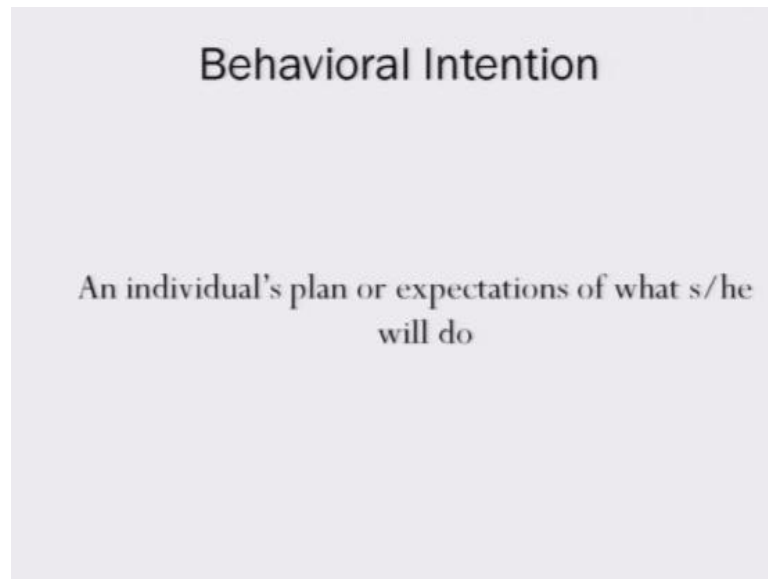 Behavioral Intention
An individual’s plan or expectations of what s/he
will do